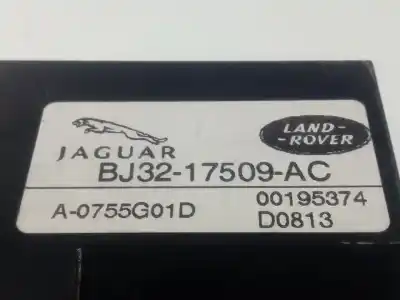 JAGUAR
LAND-
-ROVER
BJ32-17509-AC
A-0755G01D
00195374
D0813